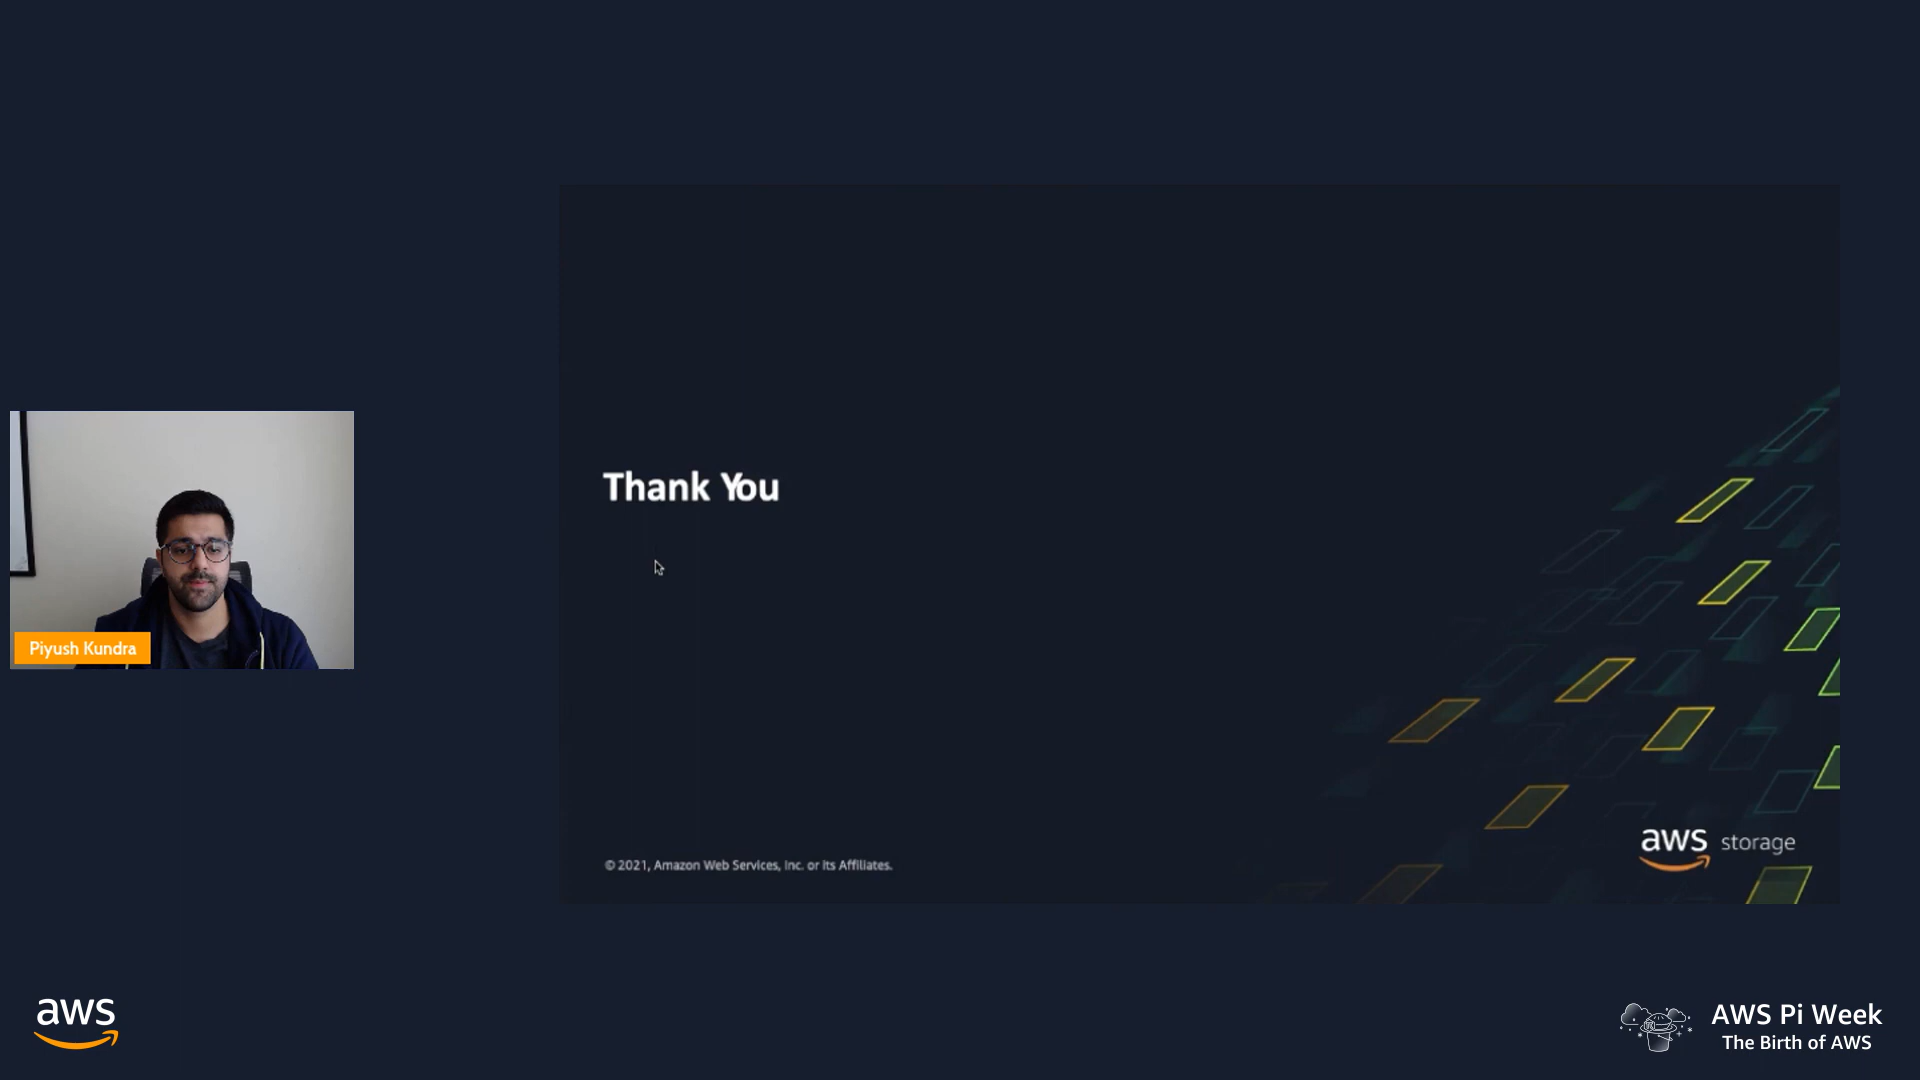 Thank You
Piyush Kundra
© 2021, Amazon Web Services, Inc. or its Affiliates.
aws storage
aws
AWS Pi Week
The Birth of AWS